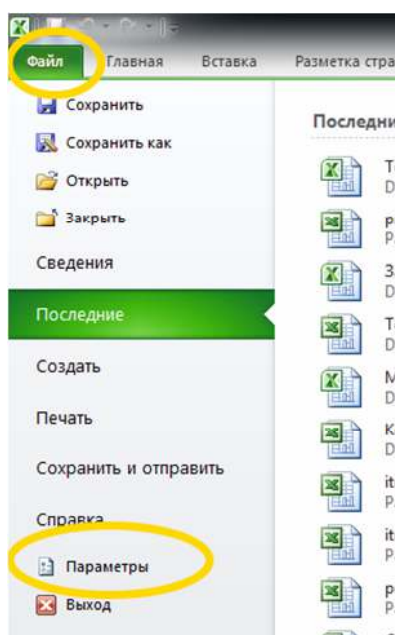 Файл Главная Вставка Разметка стра
Сохранить
Сохранить как
Открыть
Закрыть
Сведения
Последние
Создать
Печать
Сохранить и отправить
Справка
Параметры
Выход
Последни